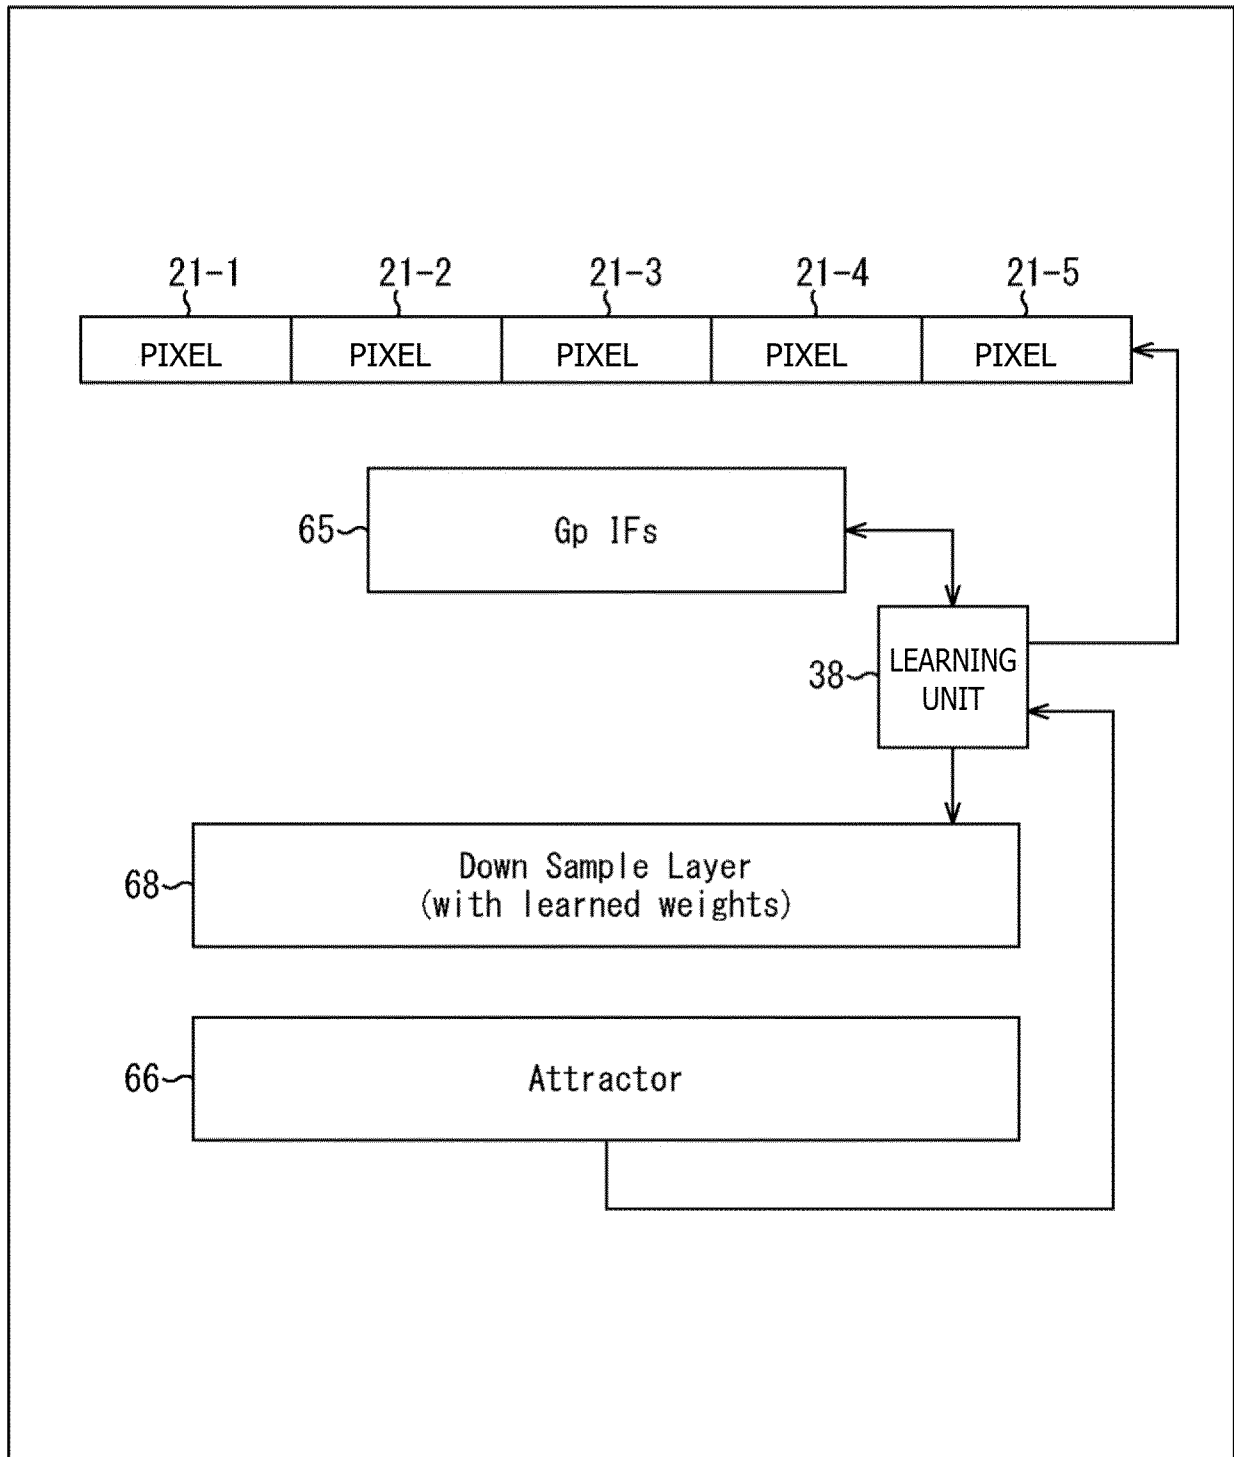 21-1 21-2 21-3 21-4 21-5
PIXEL PIXEL PIXEL PIXEL PIXEL
65
Gp IFs
38
LEARNING
UNIT
68
Down Sample Layer
(with learned weights)
66
Attractor